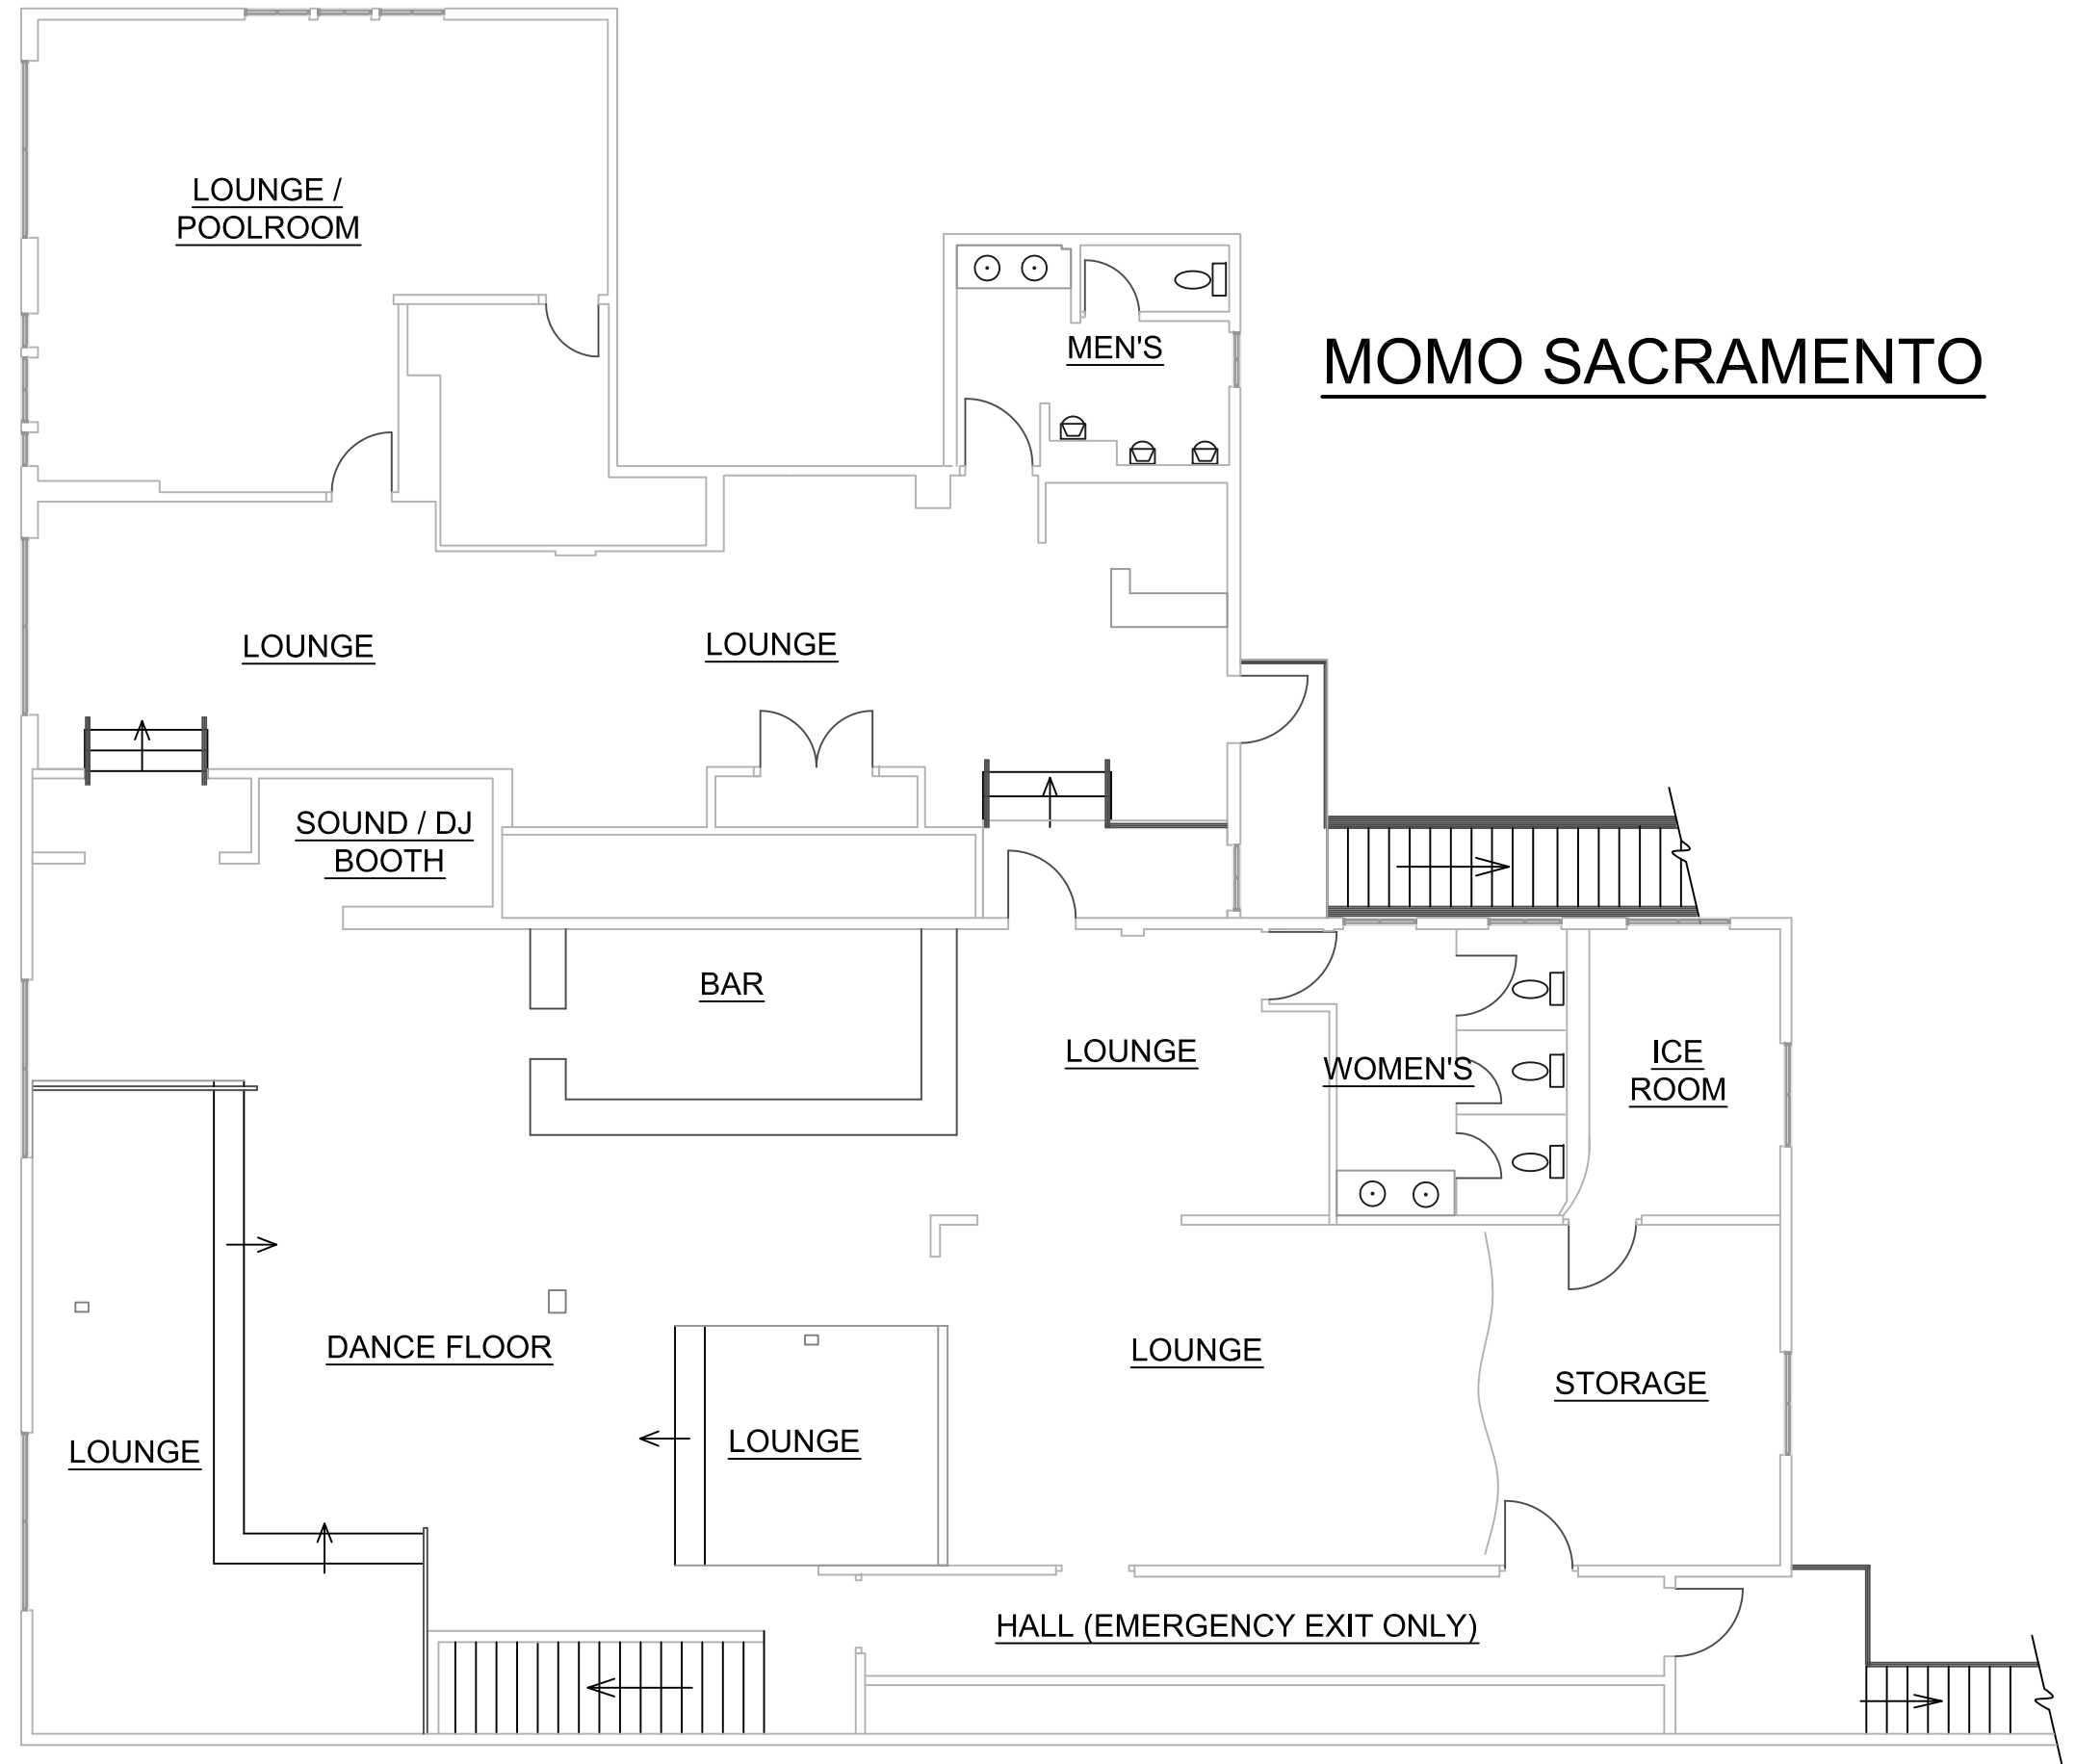 LOUNGE /
POOLROOM
MEN'S
MOMO SACRAMENTO
LOUNGE
LOUNGE
SOUND / DJ
BOOTH
BAR
LOUNGE
WOMEN'S
ICE
ROOM
DANCE FLOOR
LOUNGE
STORAGE
LOUNGE
LOUNGE
HALL (EMERGENCY EXIT ONLY)